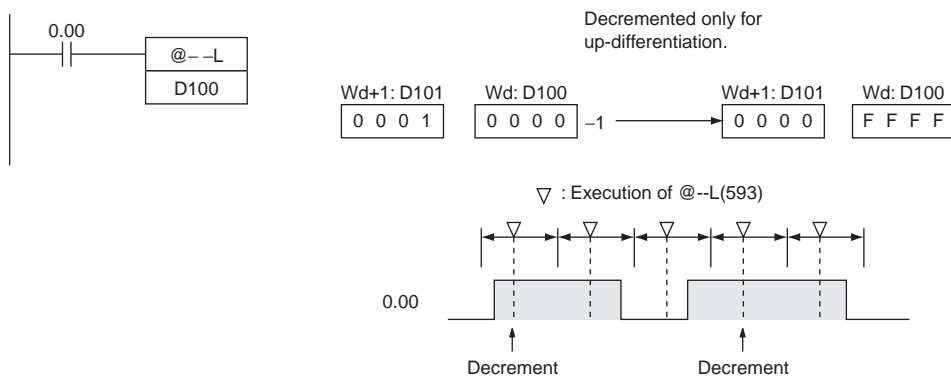 0.00
@– –L
D100
Decremented only for
up-differentiation.
Wd+1: D101 Wd: D100 Wd+1: D101 Wd: D100
0 0 0 1 0 0 0 0 –1 0 0 0 0 F F F F
▽ : Execution of @--L(593)
0.00
Decrement Decrement